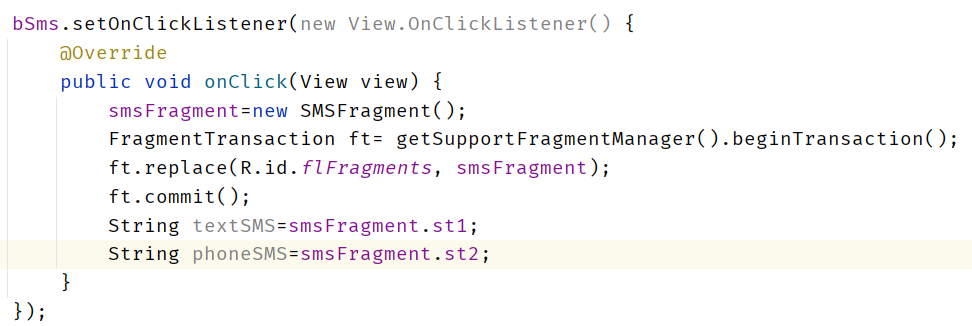 bSms.setOnClickListener(new View.OnClickListener() {
@Override
public void onClick(View view) {
smsFragment=new SMSFragment();
FragmentTransaction ft= getSupportFragmentManager().beginTransaction();
ft.replace(R.id.flFragments, smsFragment);
ft.commit();
String textSMS=smsFragment.st1;
String phoneSMS=smsFragment.st2;
}
});